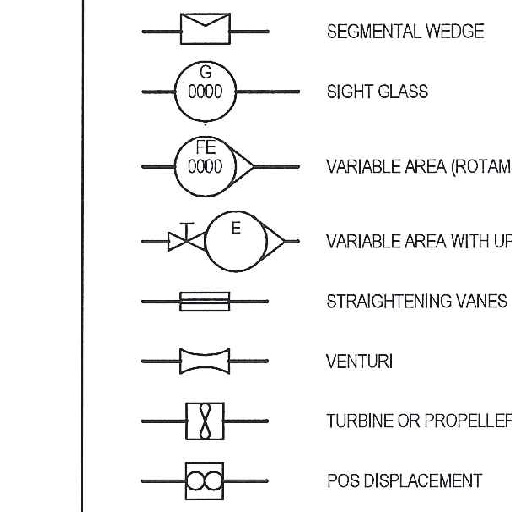 SEGMENTAL WEDGE
G
0000
SIGHT GLASS
FE
0000
VARIABLE AREA (ROTAM
E
VARIABLE AREA WITH UP
STRAIGHTENING VANES
VENTURI
TURBINE OR PROPELLER
POS DISPLACEMENT